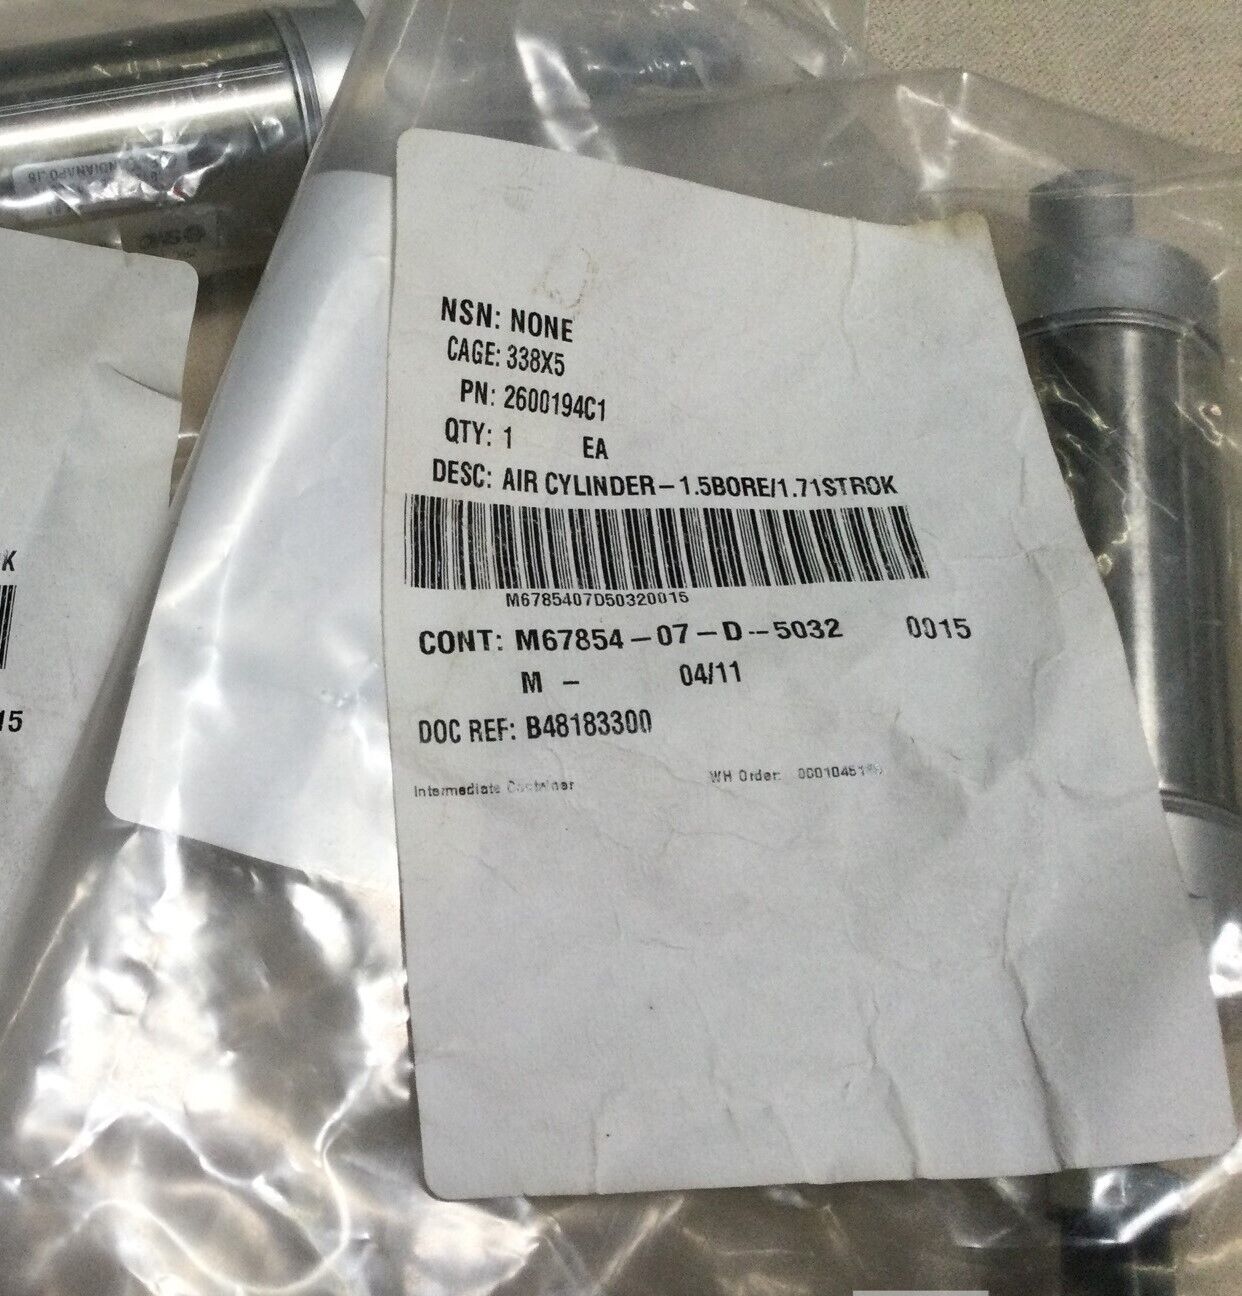 NSN: NONE
CAGE: 338X5
PN: 2600194C1
QTY: 1 EA
DESC: AIR CYLINDER-1.5BORE/1.71STROK
M6785407D50320015
CONT: M67854-07-D--5032 0015
M - 04/11
DOC REF: B48183300
Intermediate Container
WH Order:
K
15
SMC